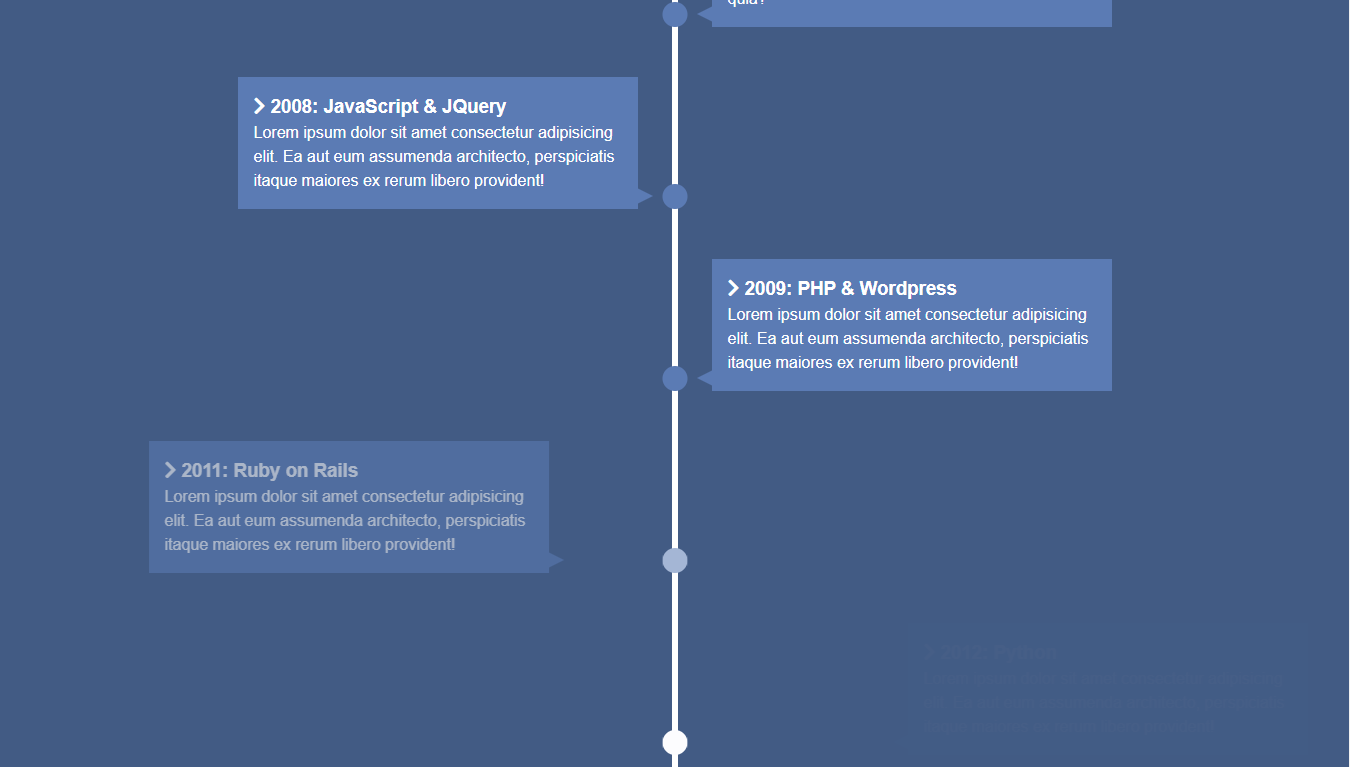 quia?
2008: JavaScript & JQuery
Lorem ipsum dolor sit amet consectetur adipisicing
elit. Ea aut eum assumenda architecto, perspiciatis
itaque maiores ex rerum libero provident!
2009: PHP & Wordpress
Lorem ipsum dolor sit amet consectetur adipisicing
elit. Ea aut eum assumenda architecto, perspiciatis
itaque maiores ex rerum libero provident!
2011: Ruby on Rails
Lorem ipsum dolor sit amet consectetur adipisicing
elit. Ea aut eum assumenda architecto, perspiciatis
itaque maiores ex rerum libero provident!